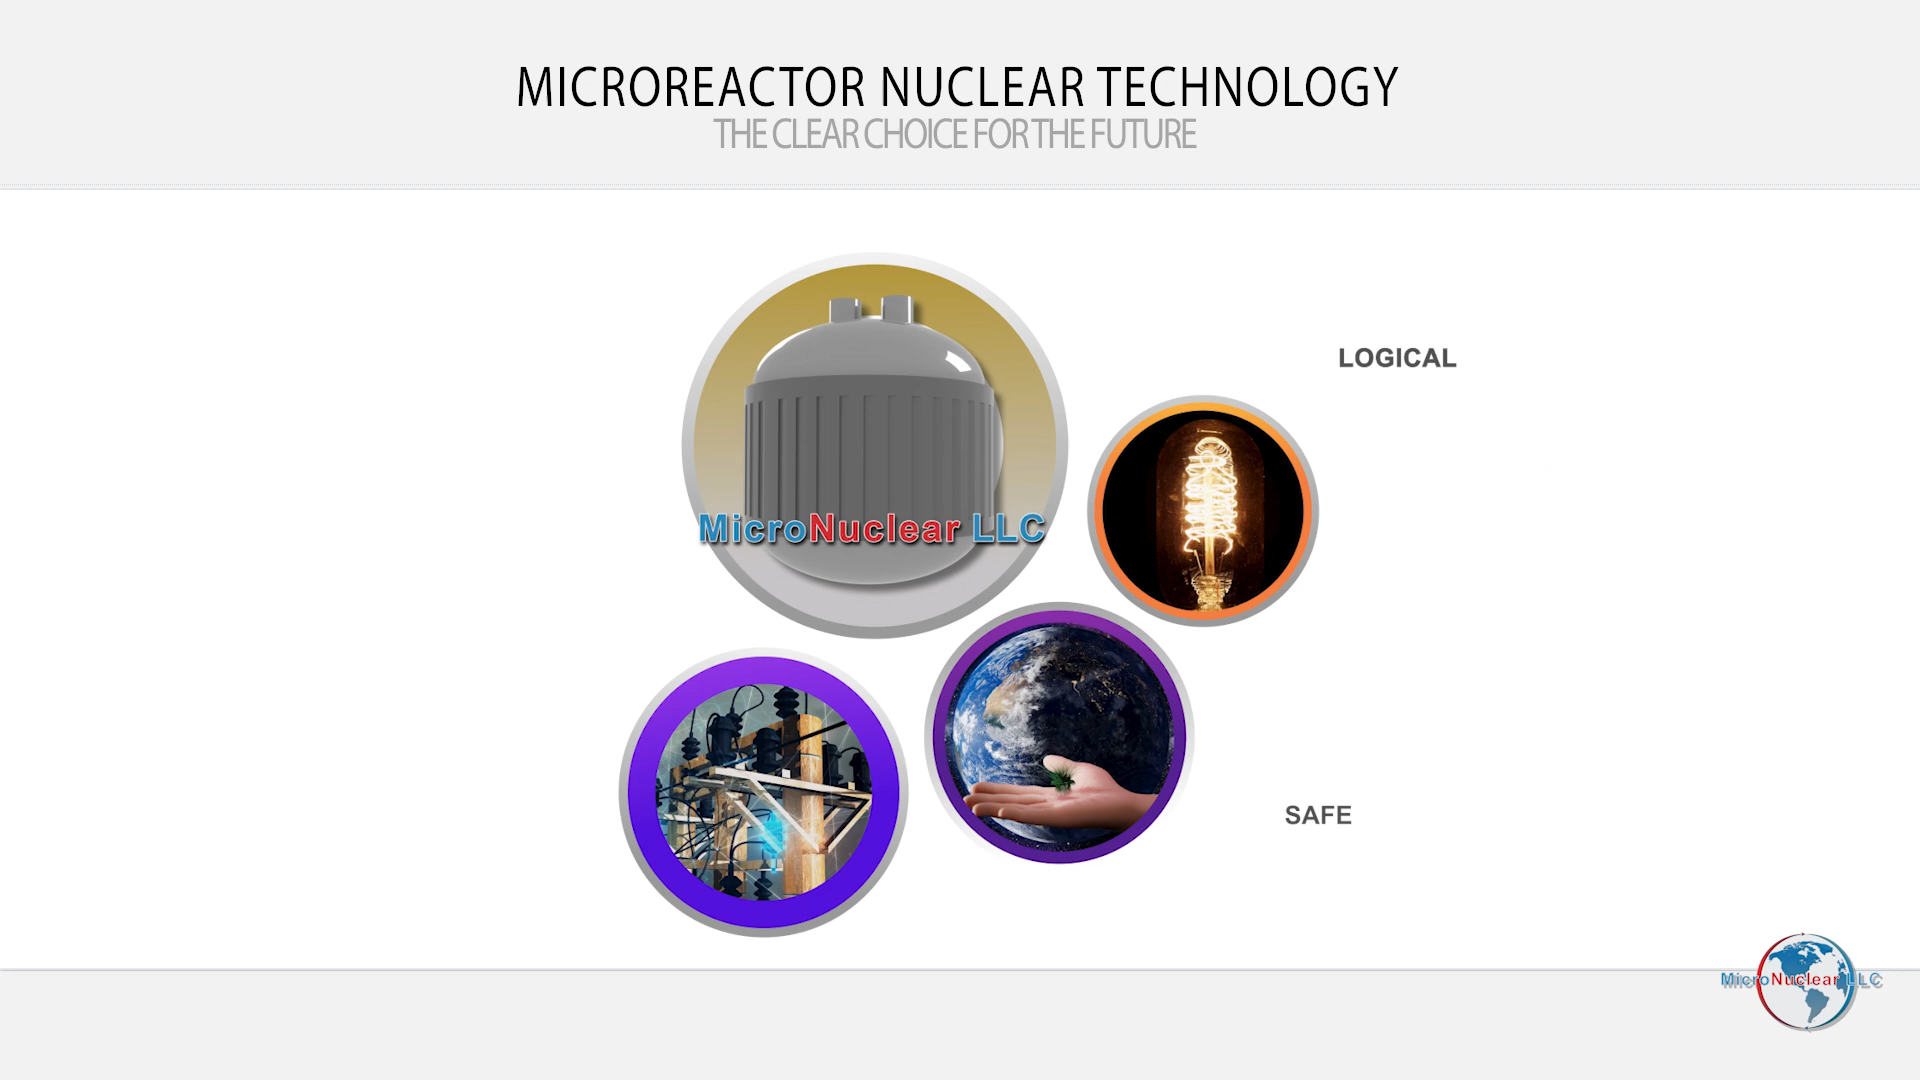 MICROREACTOR NUCLEAR TECHNOLOGY
THE CLEAR CHOICE FOR THE FUTURE
LOGICAL
MicroNuclear LLC
SAFE
MicroNuclear LLC